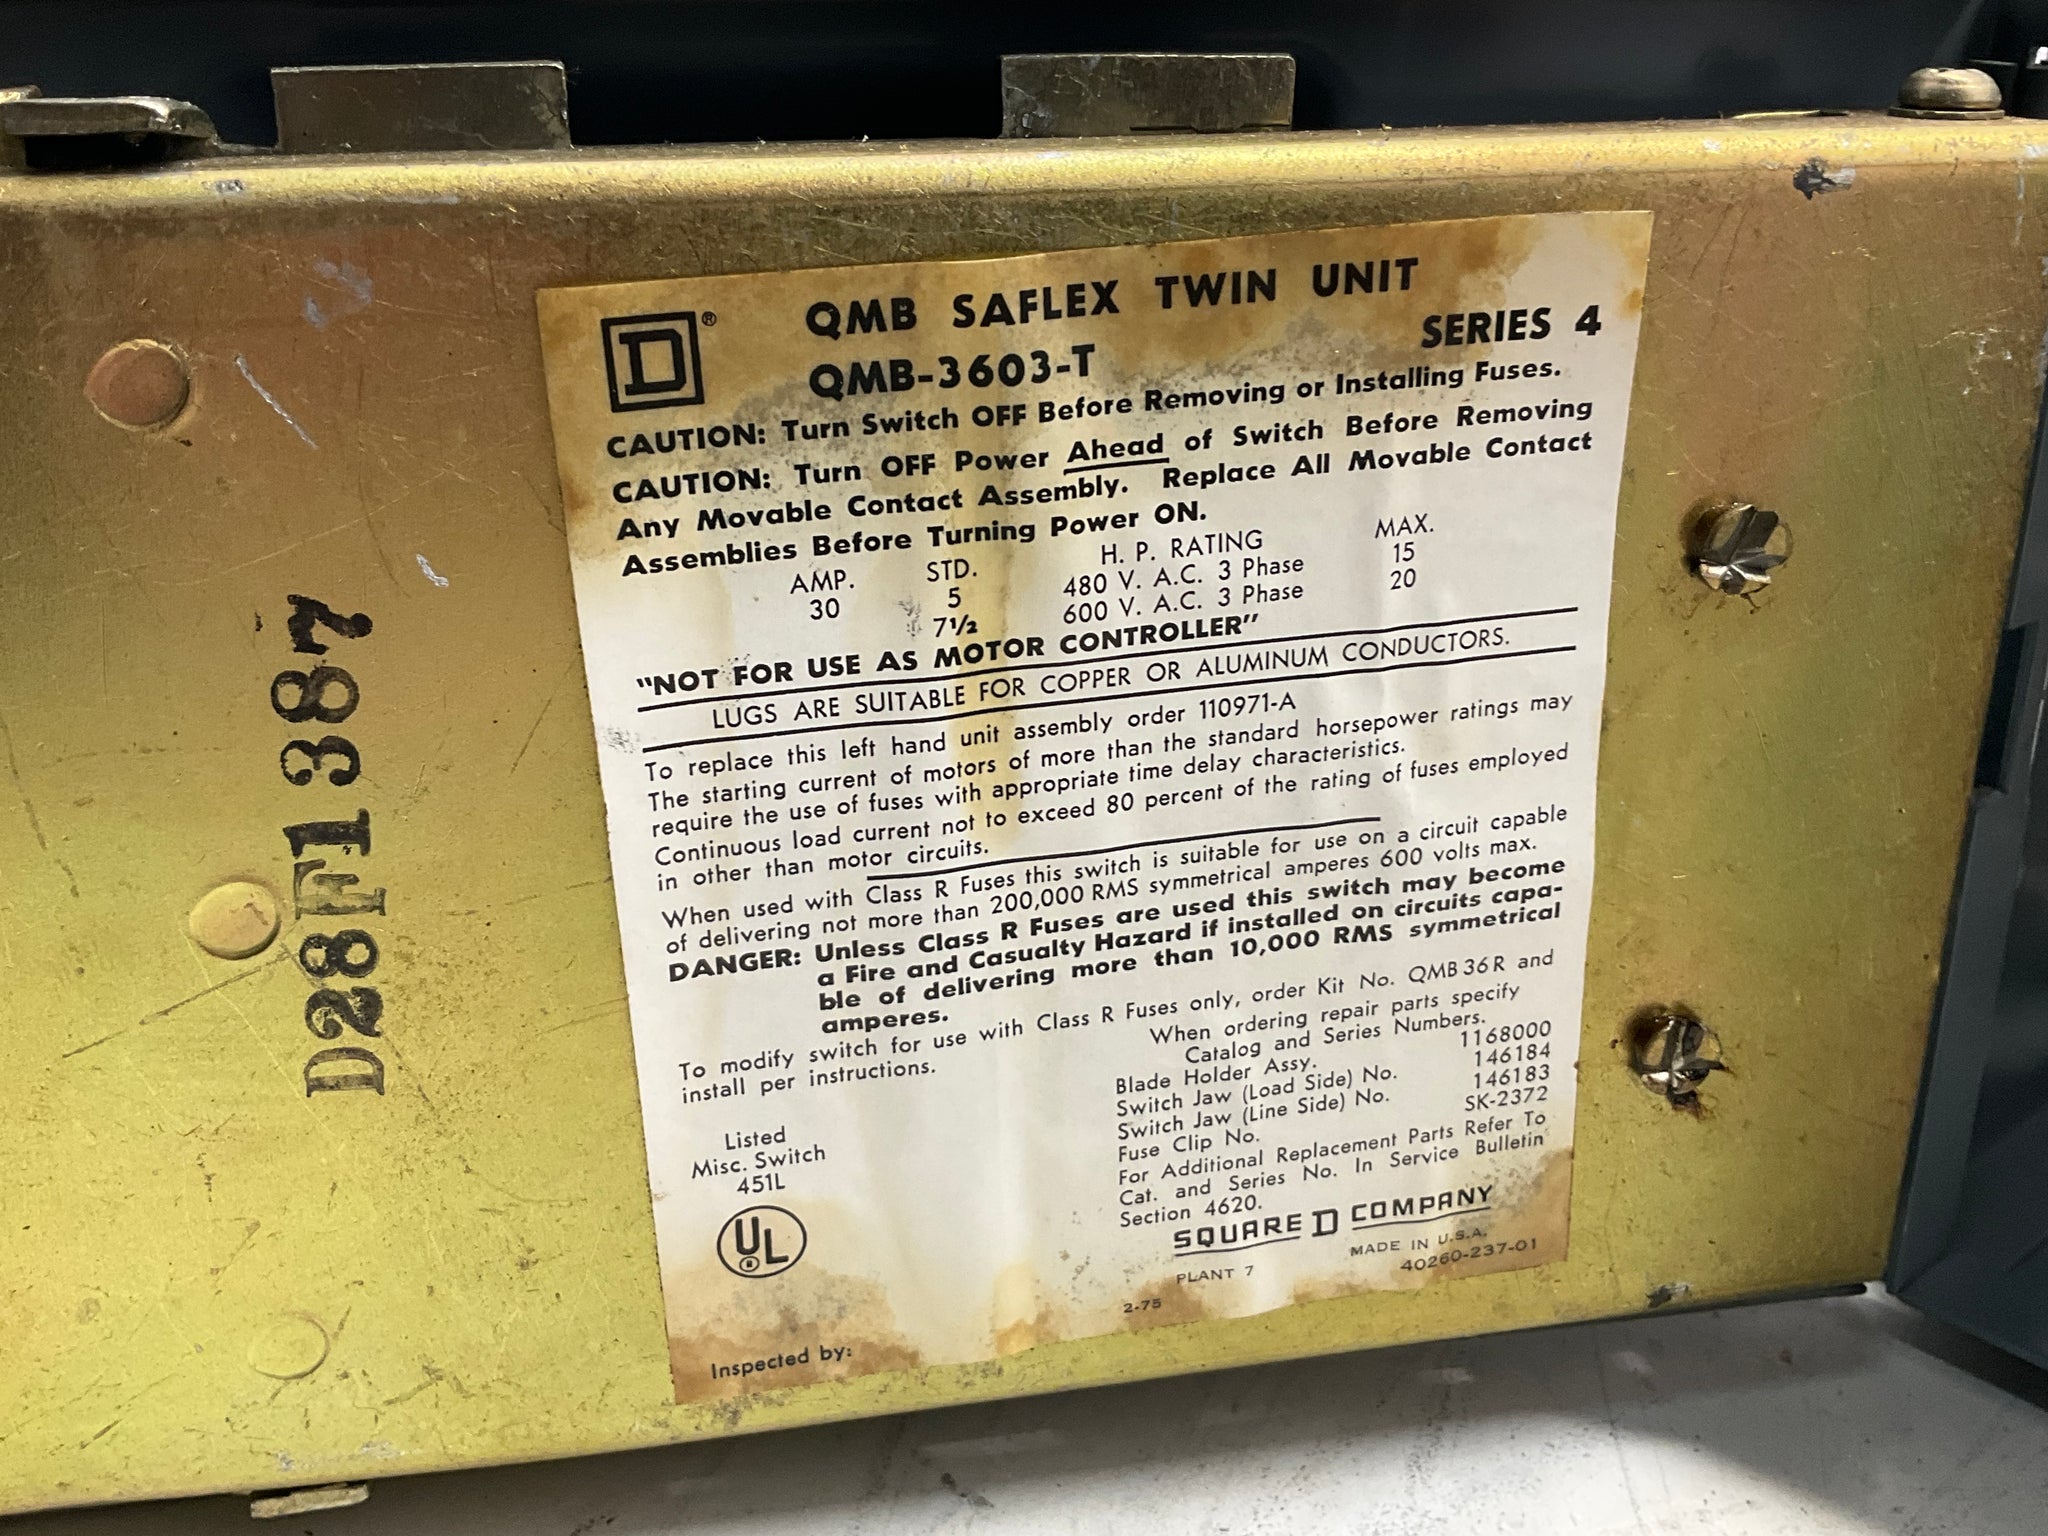 D28F1387
D ®
QMB SAFLEX TWIN UNIT
QMB-3603-T
SERIES 4
CAUTION: Turn Switch OFF Before Removing or Installing Fuses.
CAUTION: Turn OFF Power Ahead of Switch Before Removing
Any Movable Contact Assembly. Replace All Movable Contact
Assemblies Before Turning Power ON.
AMP. STD. H. P. RATING MAX.
30 5 480 V. A.C. 3 Phase 15
7½ 600 V. A.C. 3 Phase 20
"NOT FOR USE AS MOTOR CONTROLLER"
LUGS ARE SUITABLE FOR COPPER OR ALUMINUM CONDUCTORS.
To replace this left hand unit assembly order 110971-A
The starting current of motors of more than the standard horsepower ratings may
require the use of fuses with appropriate time delay characteristics.
Continuous load current not to exceed 80 percent of the rating of fuses employed
in other than motor circuits.
When used with Class R Fuses this switch is suitable for use on a circuit capable
of delivering not more than 200,000 RMS symmetrical amperes 600 volts max.
DANGER: Unless Class R Fuses are used this switch may become
a Fire and Casualty Hazard if installed on circuits capa-
ble of delivering more than 10,000 RMS symmetrical
amperes.
To modify switch for use with Class R Fuses only, order Kit No. QMB36R and
install per instructions.
When ordering repair parts specify
Catalog and Series Numbers.
Blade Holder Assy. 1168000
Switch Jaw (Load Side) No. 146184
Switch Jaw (Line Side) No. 146183
Fuse Clip No. SK-2372
For Additional Replacement Parts Refer To
Cat. and Series No. In Service Bulletin
Section 4620.
Listed
Misc. Switch
451L
UL ®
SQUARE D COMPANY
PLANT 7
MADE IN U.S.A.
40260-237-01
2-75
Inspected by: